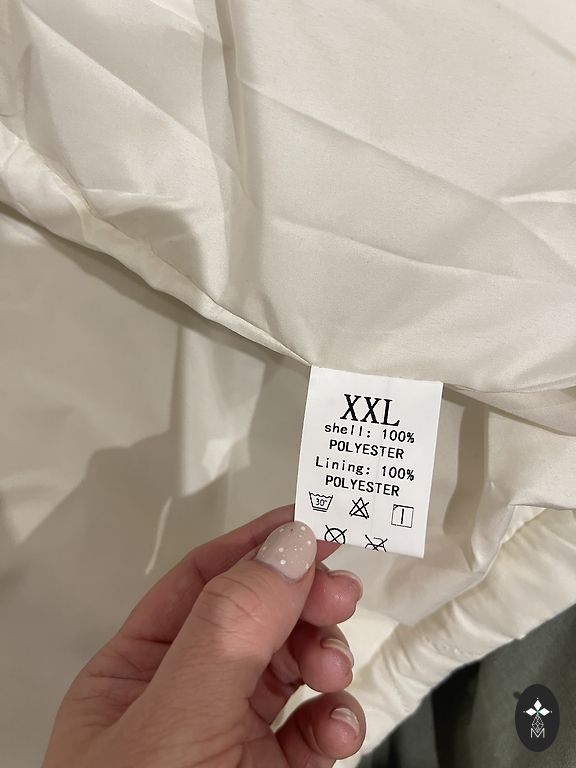 XXL
shell: 100%
POLYESTER
Lining: 100%
POLYESTER
30°
M